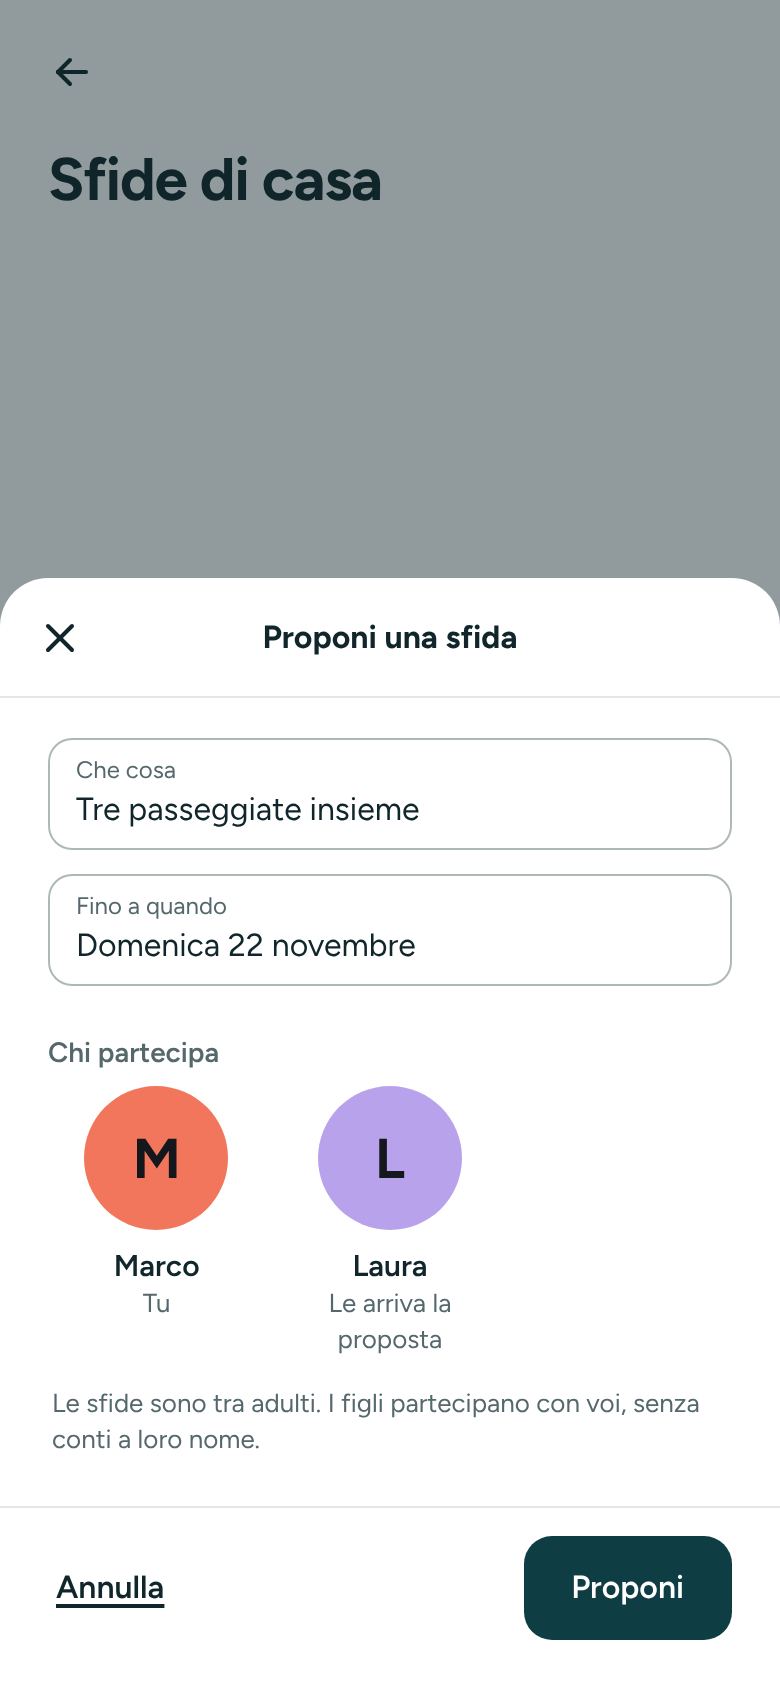 Sfide di casa
Proponi una sfida
Che cosa
Tre passeggiate insieme
Fino a quando
Domenica 22 novembre
Chi partecipa
M
L
Marco
Laura
Tu
Le arriva la
proposta
Le sfide sono tra adulti. I figli partecipano con voi, senza
conti a loro nome.
Annulla
Proponi